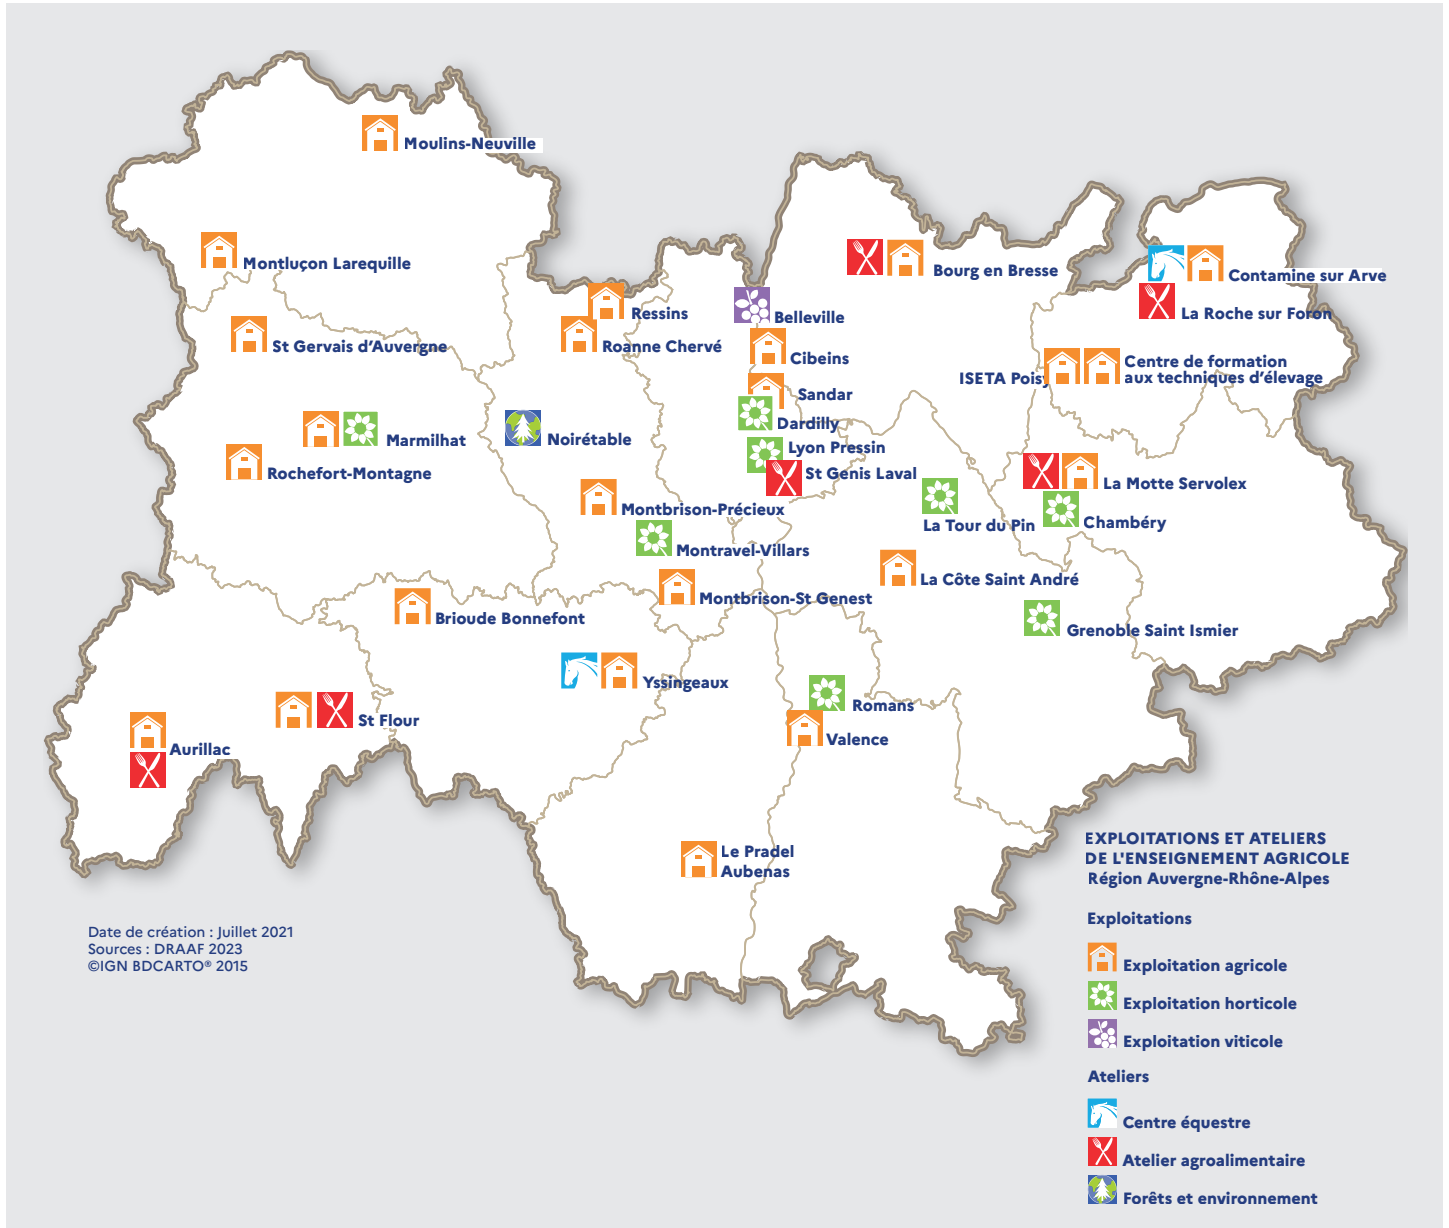 Moulins-Neuville
Montluçon Larequille
Bourg en Bresse
Contamine sur Arve
La Roche sur Foron
Ressins
Belleville
St Gervais d'Auvergne
Roanne Chervé
Cibeins
ISETA Poisy
Centre de formation
aux techniques d'élevage
Sandar
Dardilly
Marmilhat
Noirétable
Lyon Pressin
Rochefort-Montagne
St Genis Laval
La Motte Servolex
Montbrison-Précieux
La Tour du Pin
Chambéry
Montravel-Villars
La Côte Saint André
Montbrison-St Genest
Brioude Bonnefont
Grenoble Saint Ismier
Yssingeaux
Romans
St Flour
Valence
Aurillac
Le Pradel
Aubenas
Date de création : Juillet 2021
Sources : DRAAF 2023
©IGN BDCARTO® 2015
EXPLOITATIONS ET ATELIERS
DE L'ENSEIGNEMENT AGRICOLE
Région Auvergne-Rhône-Alpes
Exploitations
Exploitation agricole
Exploitation horticole
Exploitation viticole
Ateliers
Centre équestre
Atelier agroalimentaire
Forêts et environnement